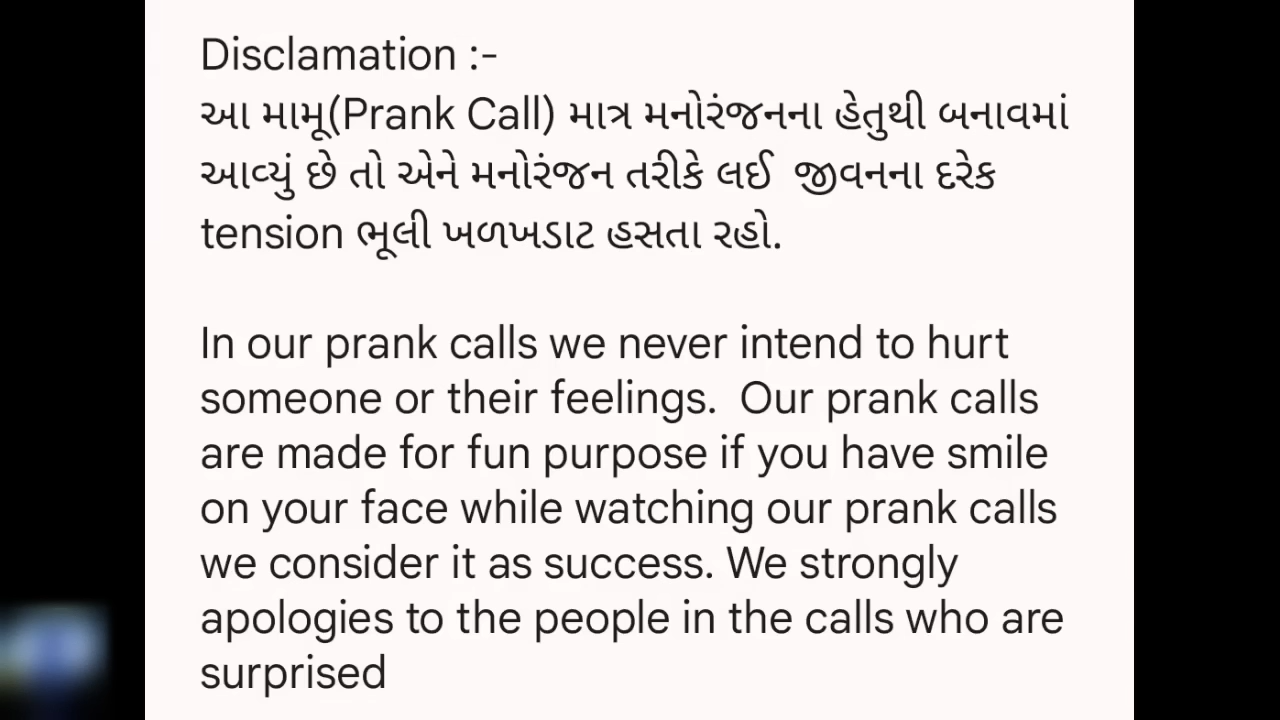 Disclamation :-
આ મામૂ(Prank Call) માત્ર મનોરંજનના હેતુથી બનાવમાં
આવ્યું છે તો એને મનોરંજન તરીકે લઈ  જીવનના દરેક
tension ભૂલી ખળખડાટ હસતા રહો.
In our prank calls we never intend to hurt
someone or their feelings.  Our prank calls
are made for fun purpose if you have smile
on your face while watching our prank calls
we consider it as success. We strongly
apologies to the people in the calls who are
surprised